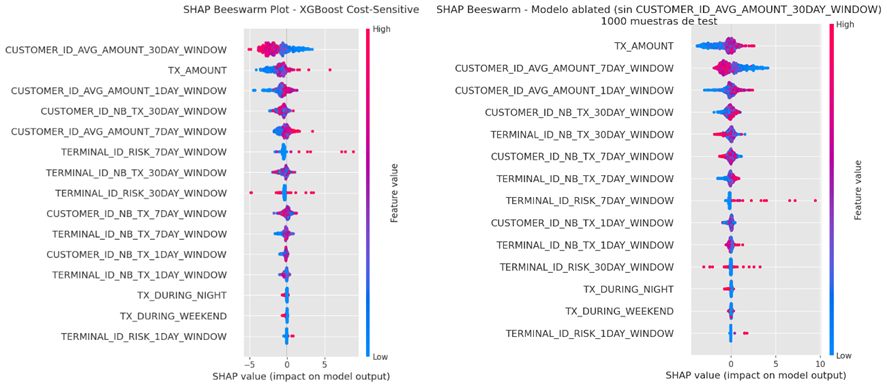 SHAP Beeswarm Plot - XGBoost Cost-Sensitive
High
CUSTOMER_ID_AVG_AMOUNT_30DAY_WINDOW
TX_AMOUNT
CUSTOMER_ID_AVG_AMOUNT_1DAY_WINDOW
CUSTOMER_ID_NB_TX_30DAY_WINDOW
CUSTOMER_ID_AVG_AMOUNT_7DAY_WINDOW
TERMINAL_ID_RISK_7DAY_WINDOW
TERMINAL_ID_NB_TX_30DAY_WINDOW
TERMINAL_ID_RISK_30DAY_WINDOW
CUSTOMER_ID_NB_TX_7DAY_WINDOW
TERMINAL_ID_NB_TX_7DAY_WINDOW
CUSTOMER_ID_NB_TX_1DAY_WINDOW
TERMINAL_ID_NB_TX_1DAY_WINDOW
TX_DURING_NIGHT
TX_DURING_WEEKEND
TERMINAL_ID_RISK_1DAY_WINDOW
Feature value
Low
−5 0 5
SHAP value (impact on model output)
SHAP Beeswarm - Modelo ablated (sin CUSTOMER_ID_AVG_AMOUNT_30DAY_WINDOW)
1000 muestras de test
High
TX_AMOUNT
CUSTOMER_ID_AVG_AMOUNT_7DAY_WINDOW
CUSTOMER_ID_AVG_AMOUNT_1DAY_WINDOW
CUSTOMER_ID_NB_TX_30DAY_WINDOW
TERMINAL_ID_NB_TX_30DAY_WINDOW
CUSTOMER_ID_NB_TX_7DAY_WINDOW
TERMINAL_ID_NB_TX_7DAY_WINDOW
TERMINAL_ID_RISK_7DAY_WINDOW
CUSTOMER_ID_NB_TX_1DAY_WINDOW
TERMINAL_ID_NB_TX_1DAY_WINDOW
TERMINAL_ID_RISK_30DAY_WINDOW
TX_DURING_NIGHT
TX_DURING_WEEKEND
TERMINAL_ID_RISK_1DAY_WINDOW
Feature value
Low
0 5 10
SHAP value (impact on model output)